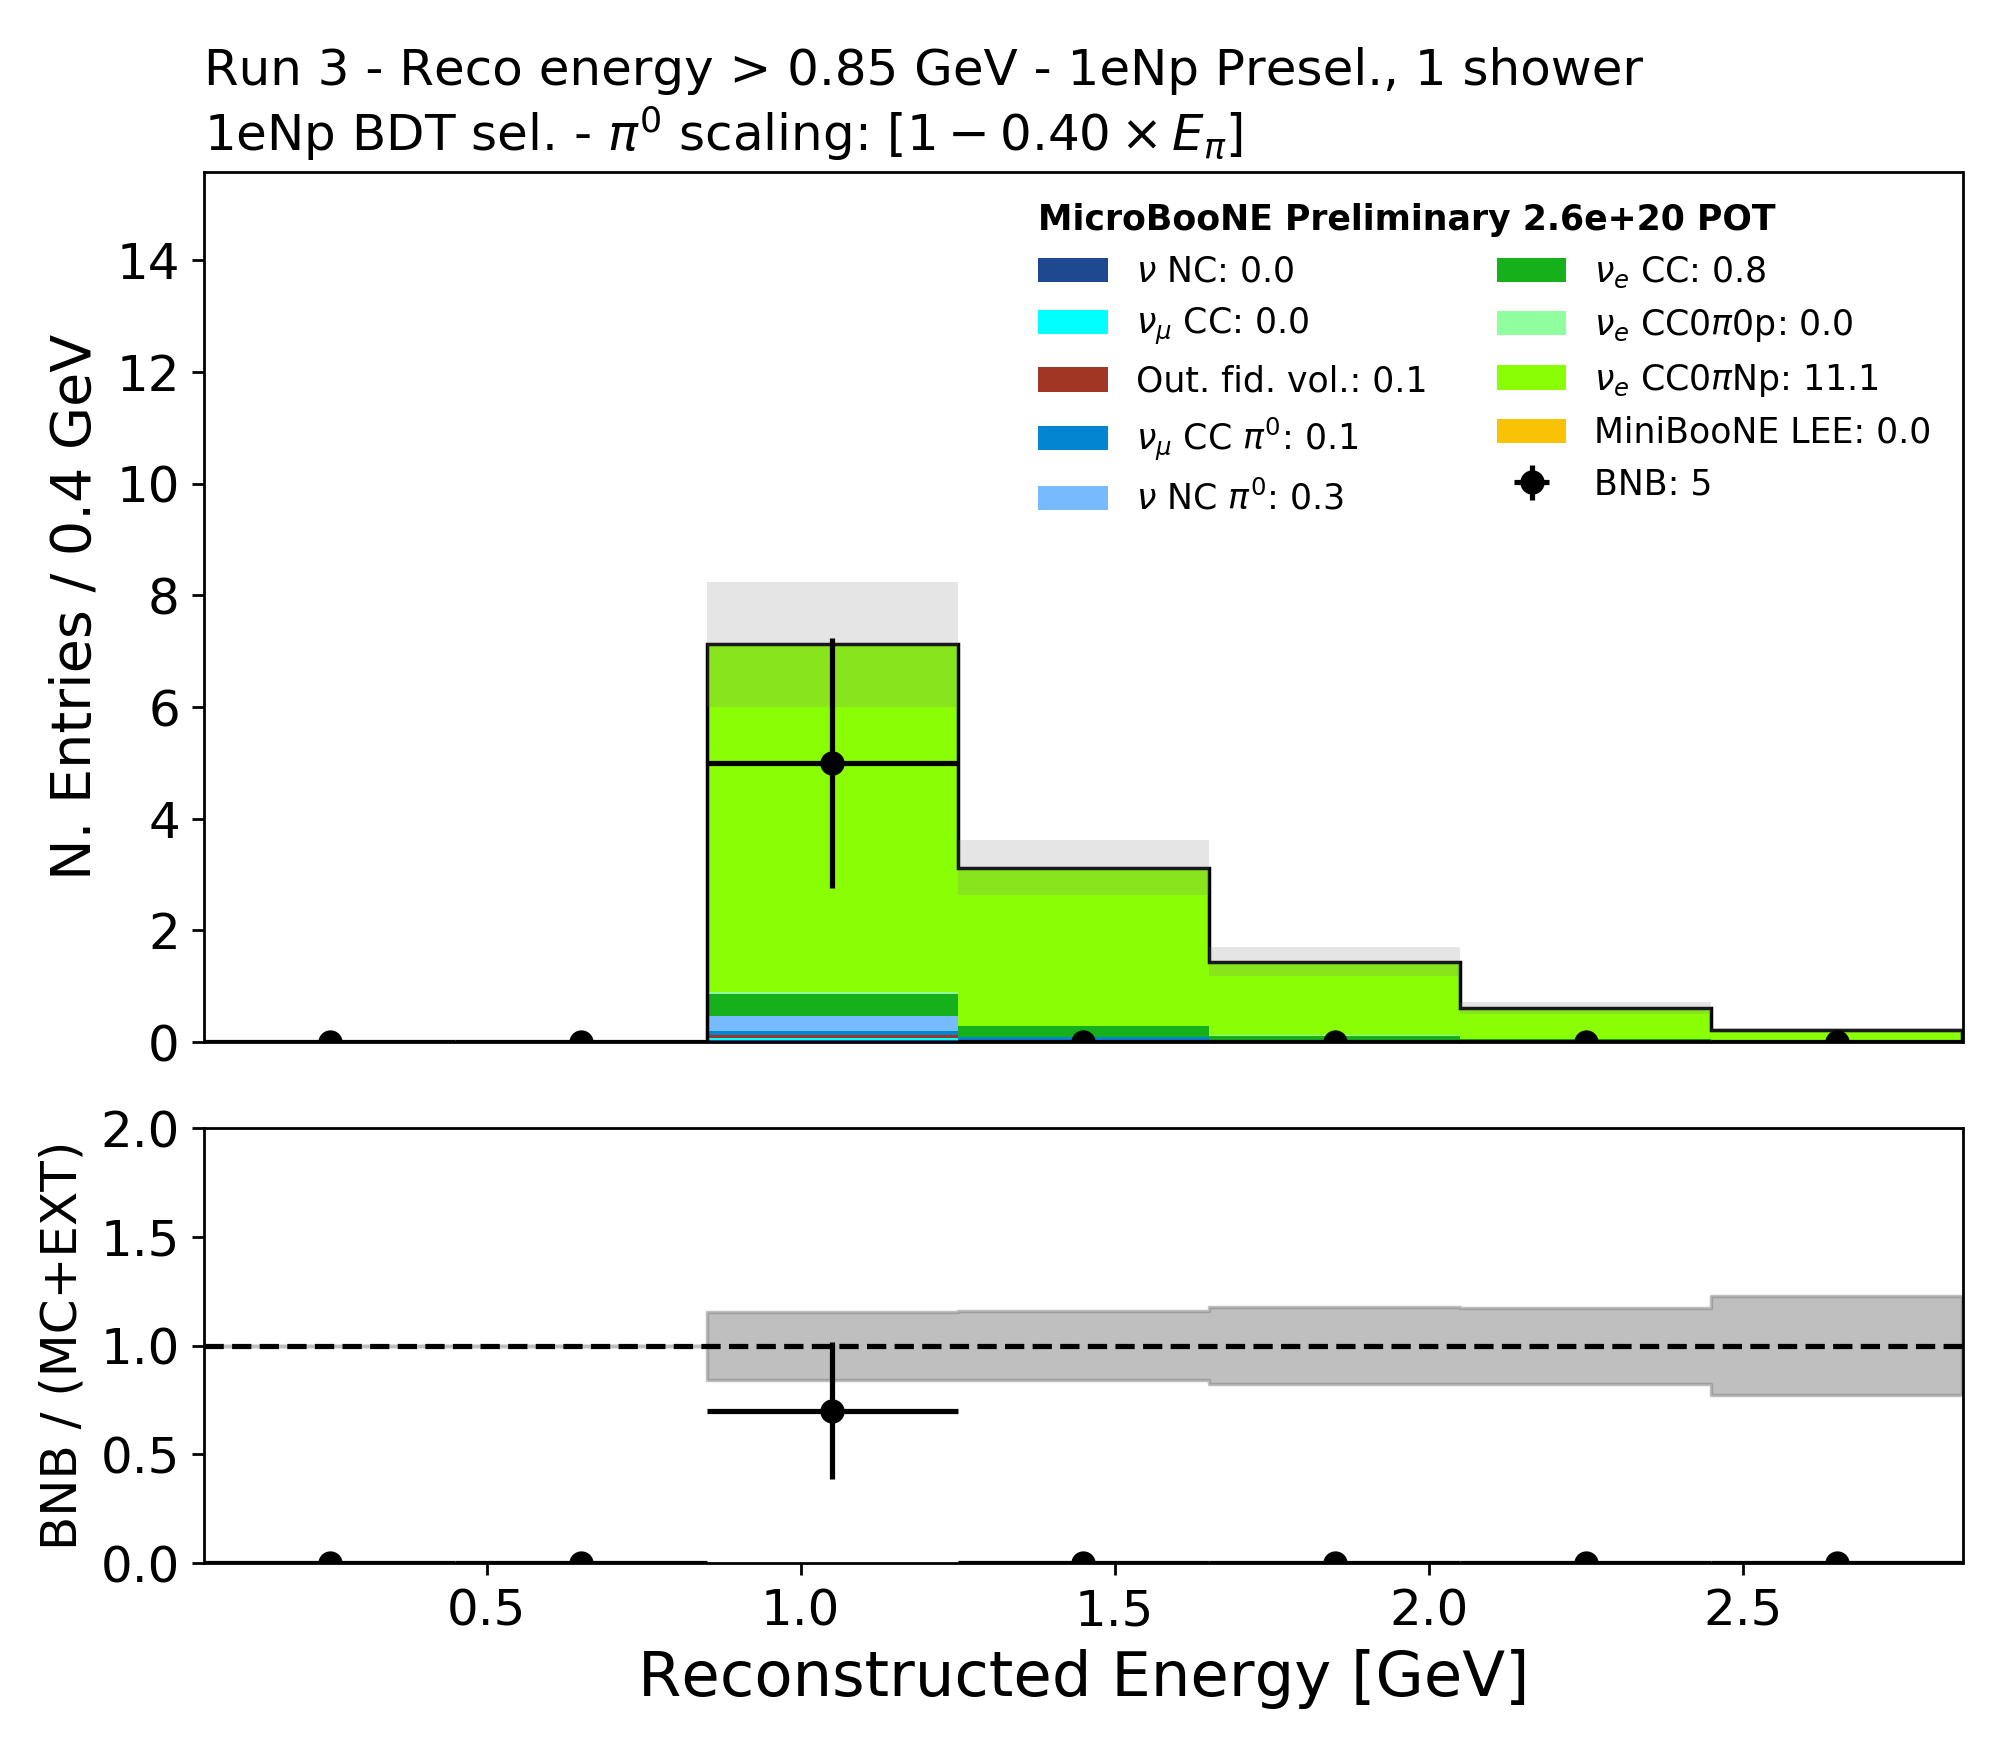 Run 3 - Reco energy > 0.85 GeV - 1eNp Presel., 1 shower
1eNp BDT sel. - π⁰ scaling: [1 − 0.40 × E_π]
MicroBooNE Preliminary 2.6e+20 POT
ν NC: 0.0
ν_μ CC: 0.0
Out. fid. vol.: 0.1
ν_μ CC π⁰: 0.1
ν NC π⁰: 0.3
ν_e CC: 0.8
ν_e CC0π0p: 0.0
ν_e CC0πNp: 11.1
MiniBooNE LEE: 0.0
BNB: 5
N. Entries / 0.4 GeV
14
12
10
8
6
4
2
0
BNB / (MC+EXT)
2.0
1.5
1.0
0.5
0.0
0.5 1.0 1.5 2.0 2.5
Reconstructed Energy [GeV]